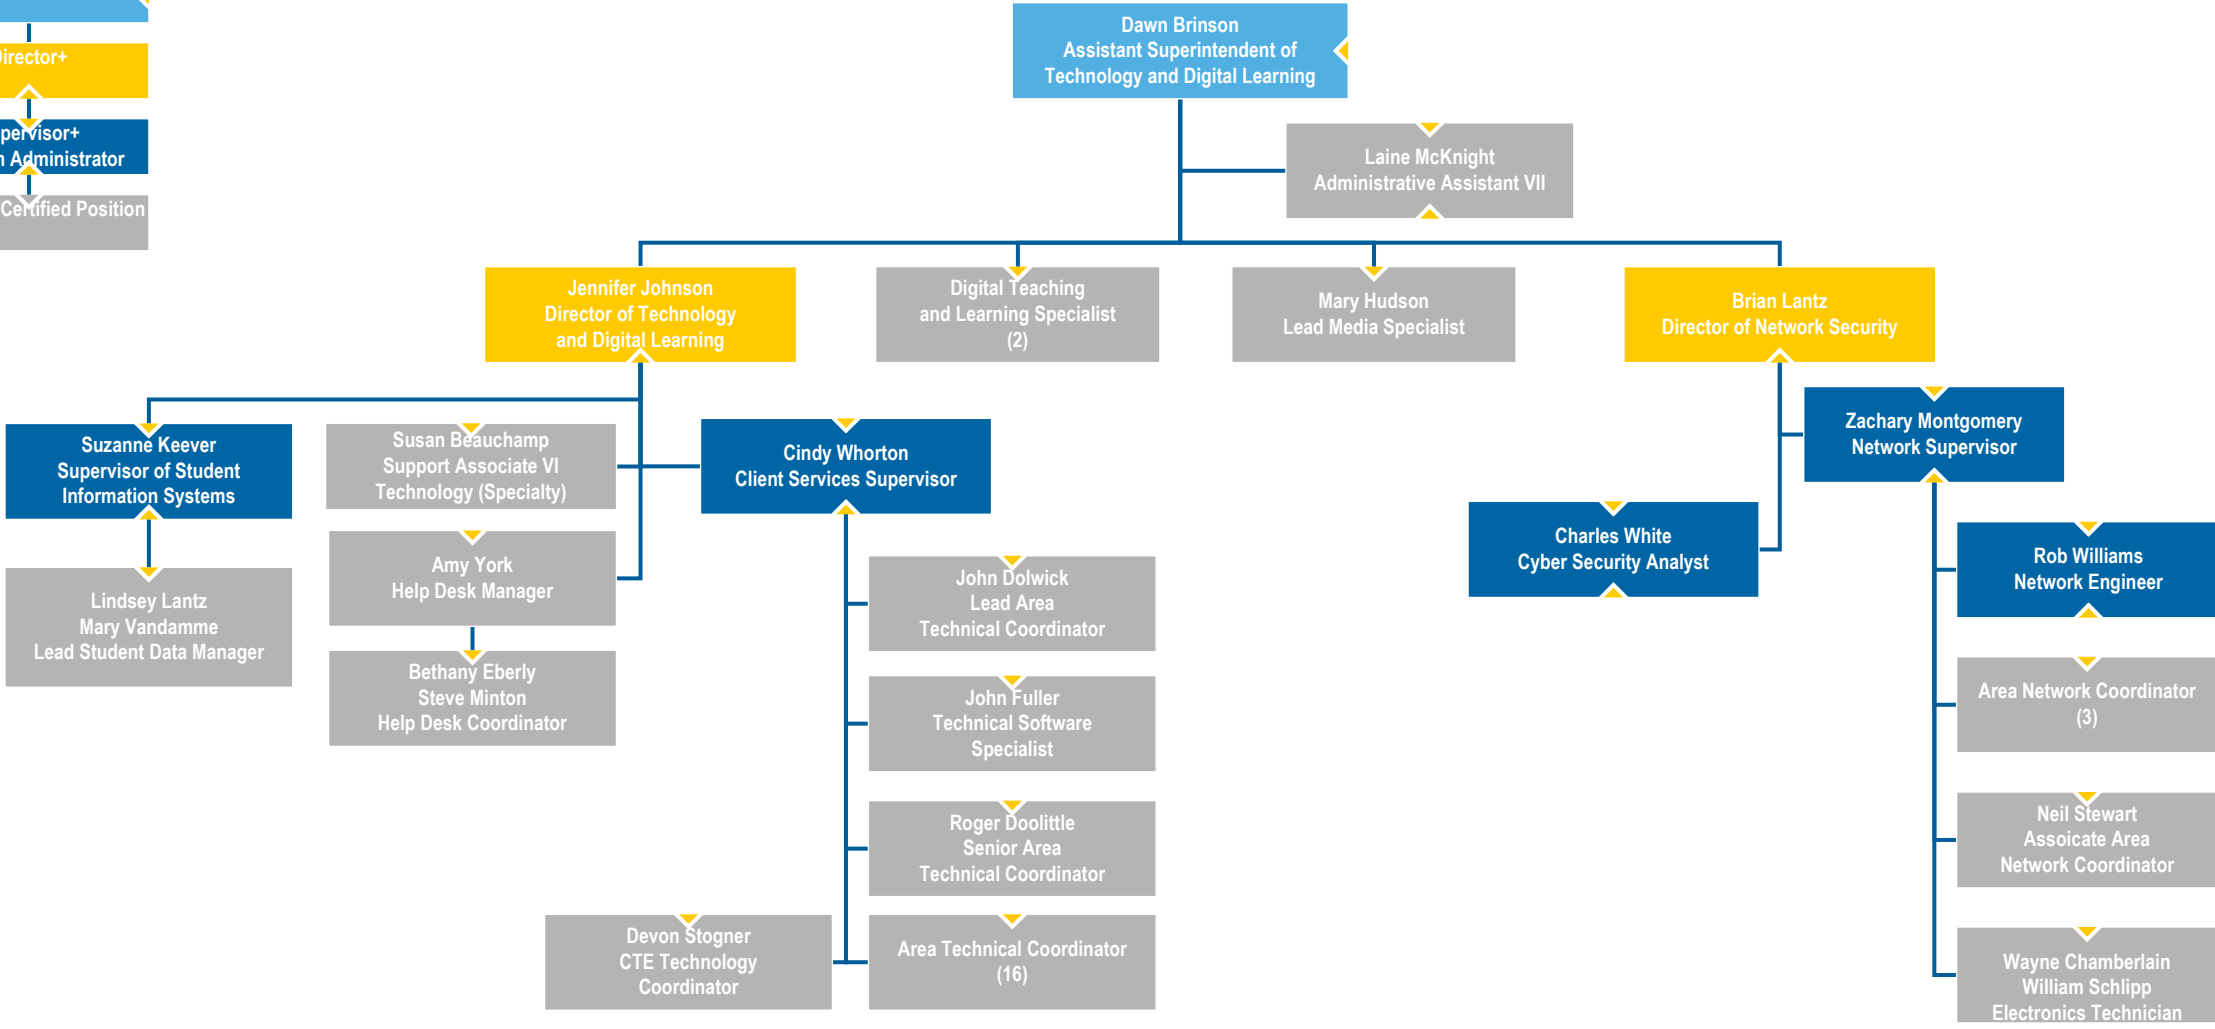 Dawn Brinson
Assistant Superintendent of
Technology and Digital Learning
Laine McKnight
Administrative Assistant VII
Administrator
Certified Position
Jennifer Johnson
Director of Technology
and Digital Learning
Digital Teaching
and Learning Specialist
(2)
Mary Hudson
Lead Media Specialist
Brian Lantz
Director of Network Security
Suzanne Keever
Supervisor of Student
Information Systems
Susan Beauchamp
Support Associate VI
Technology (Specialty)
Cindy Whorton
Client Services Supervisor
Zachary Montgomery
Network Supervisor
Charles White
Cyber Security Analyst
Rob Williams
Network Engineer
Lindsey Lantz
Mary Vandamme
Lead Student Data Manager
Amy York
Help Desk Manager
Bethany Eberly
Steve Minton
Help Desk Coordinator
John Dolwick
Lead Area
Technical Coordinator
John Fuller
Technical Software
Specialist
Roger Doolittle
Senior Area
Technical Coordinator
Devon Stogner
CTE Technology
Coordinator
Area Technical Coordinator
(16)
Area Network Coordinator
(3)
Neil Stewart
Assoicate Area
Network Coordinator
Wayne Chamberlain
William Schlipp
Electronics Technician